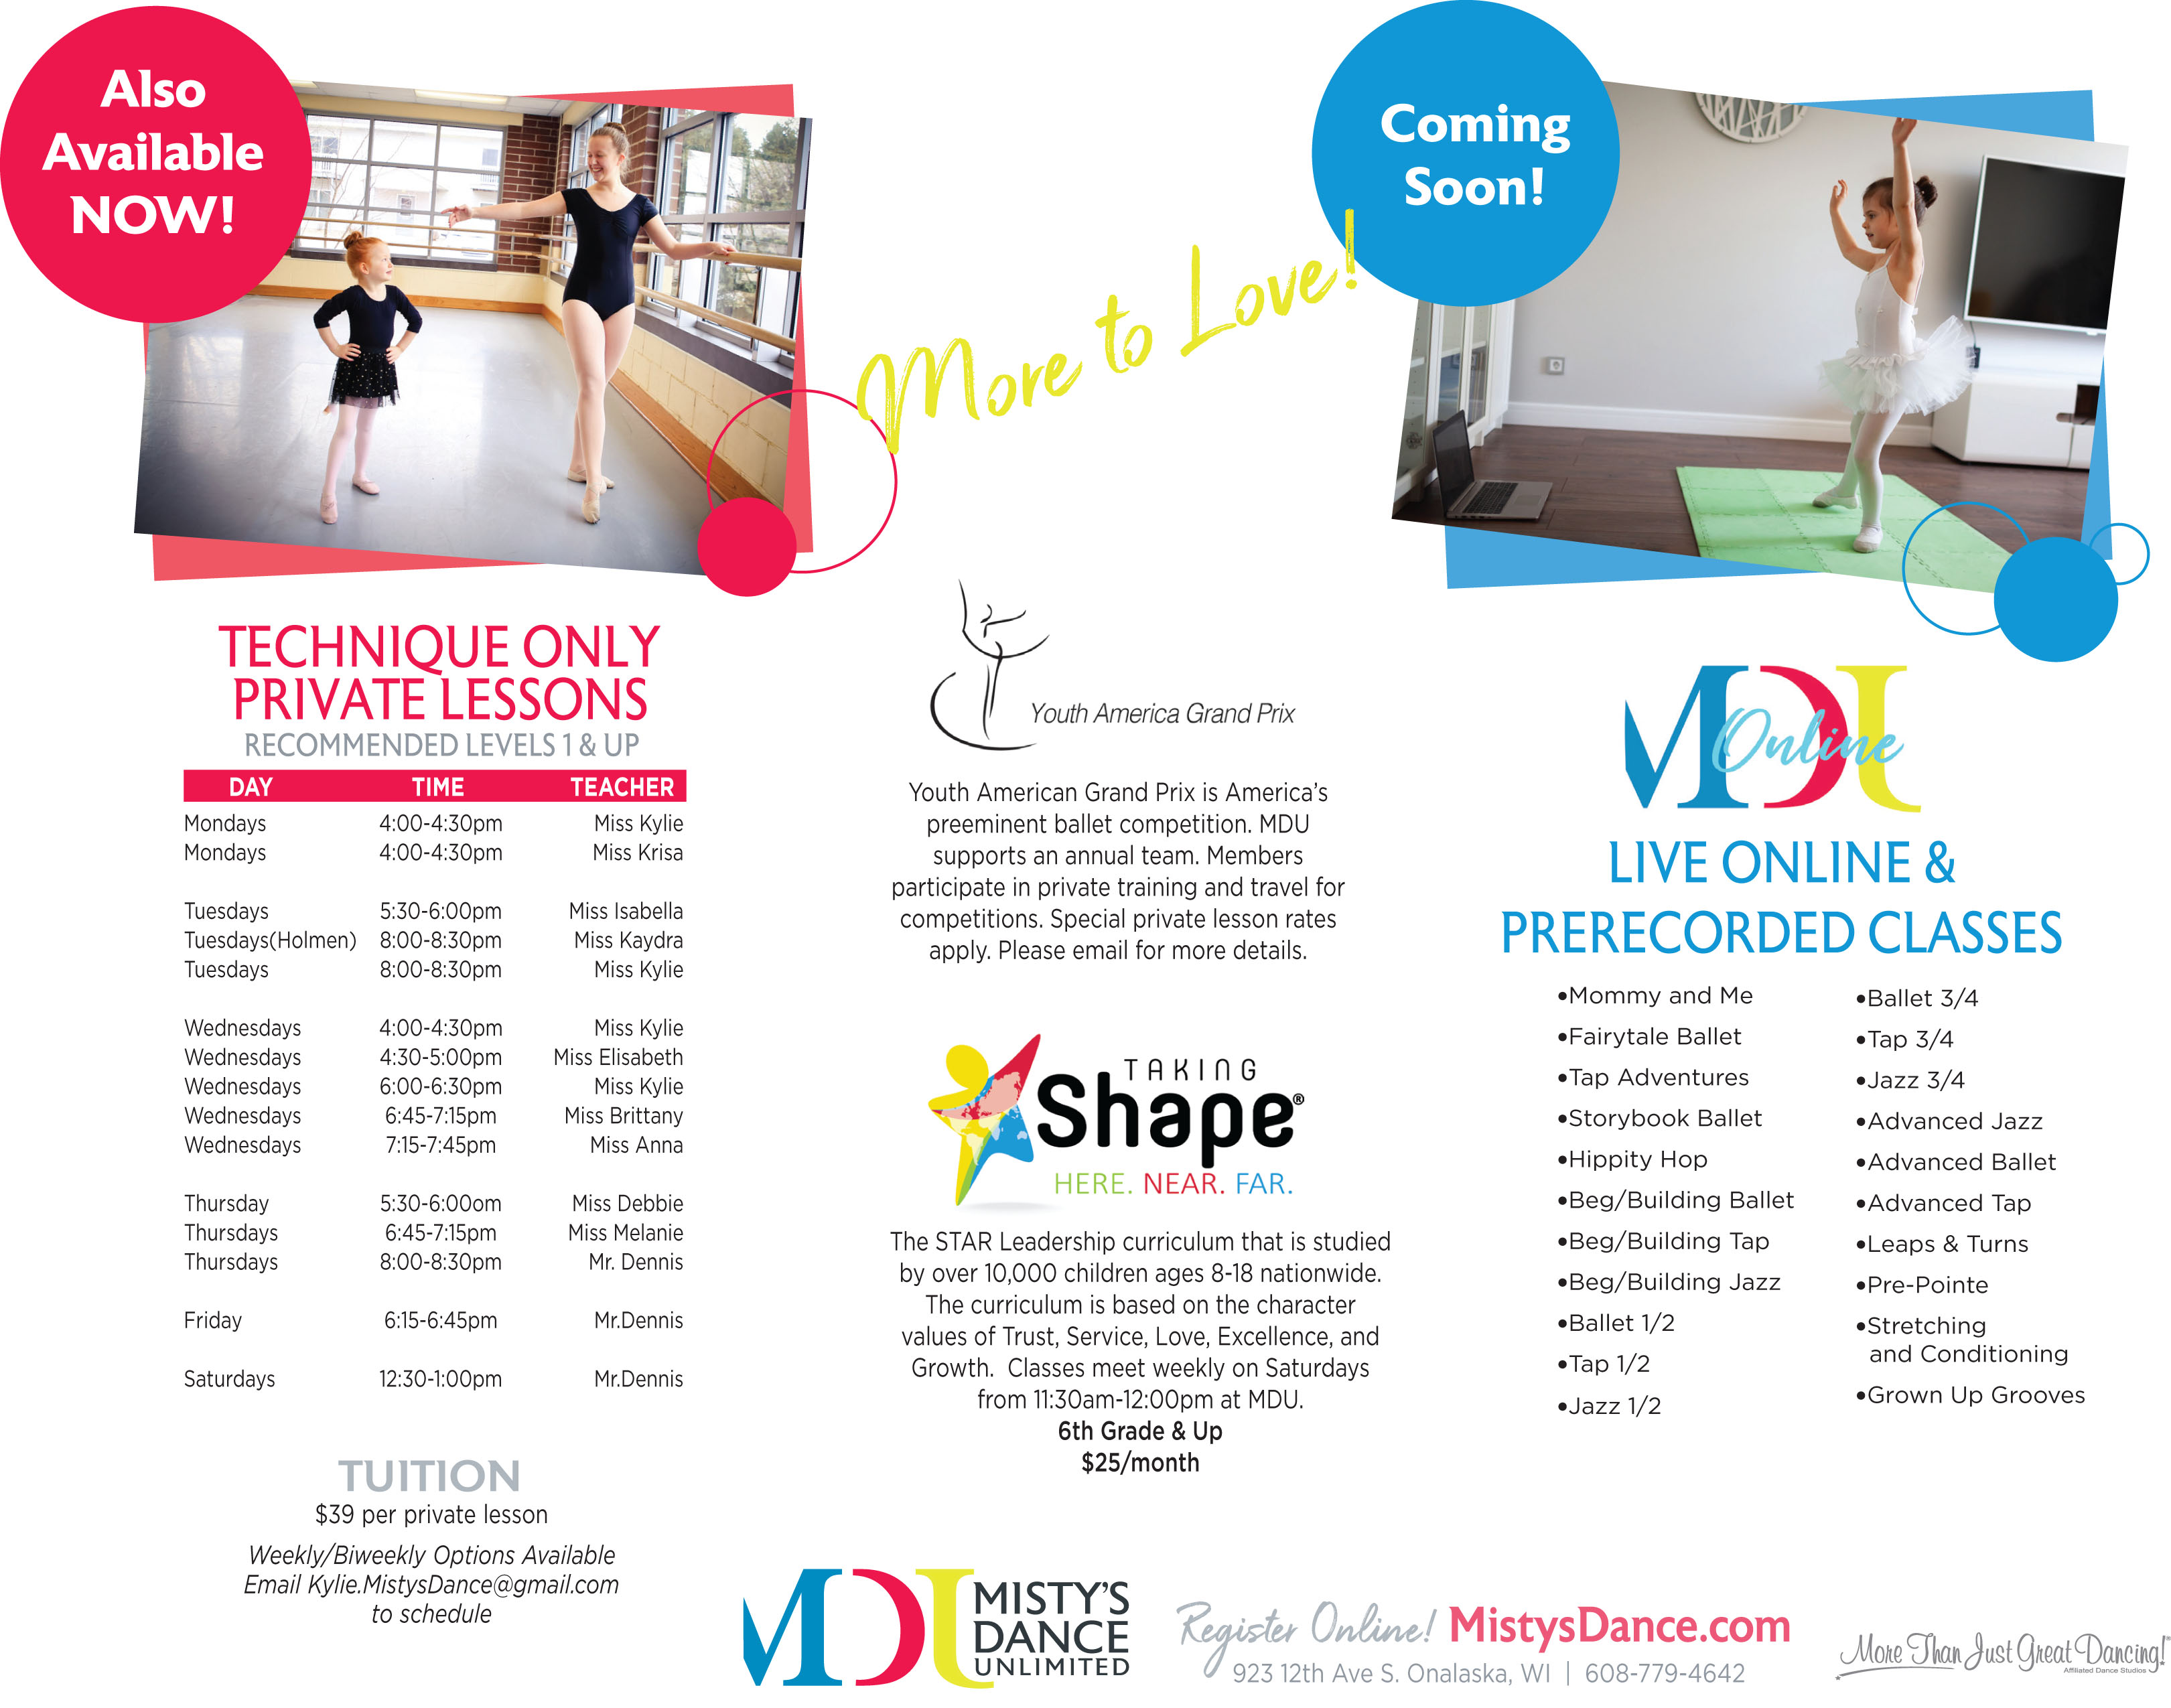 Also
Available
NOW!
More to Love!
Coming
Soon!
TECHNIQUE ONLY
PRIVATE LESSONS
RECOMMENDED LEVELS 1 & UP
DAY TIME TEACHER
Mondays 4:00-4:30pm Miss Kylie
Mondays 4:00-4:30pm Miss Krisa
Tuesdays 5:30-6:00pm Miss Isabella
Tuesdays(Holmen) 8:00-8:30pm Miss Kaydra
Tuesdays 8:00-8:30pm Miss Kylie
Wednesdays 4:00-4:30pm Miss Kylie
Wednesdays 4:30-5:00pm Miss Elisabeth
Wednesdays 6:00-6:30pm Miss Kylie
Wednesdays 6:45-7:15pm Miss Brittany
Wednesdays 7:15-7:45pm Miss Anna
Thursday 5:30-6:00om Miss Debbie
Thursdays 6:45-7:15pm Miss Melanie
Thursdays 8:00-8:30pm Mr. Dennis
Friday 6:15-6:45pm Mr.Dennis
Saturdays 12:30-1:00pm Mr.Dennis
TUITION
$39 per private lesson
Weekly/Biweekly Options Available
Email Kylie.MistysDance@gmail.com
to schedule
Youth America Grand Prix
Youth American Grand Prix is America's
preeminent ballet competition. MDU
supports an annual team. Members
participate in private training and travel for
competitions. Special private lesson rates
apply. Please email for more details.
TAKING
Shape®
HERE. NEAR. FAR.
The STAR Leadership curriculum that is studied
by over 10,000 children ages 8-18 nationwide.
The curriculum is based on the character
values of Trust, Service, Love, Excellence, and
Growth. Classes meet weekly on Saturdays
from 11:30am-12:00pm at MDU.
6th Grade & Up
$25/month
MDU
Online
LIVE ONLINE &
PRERECORDED CLASSES
•Mommy and Me
•Fairytale Ballet
•Tap Adventures
•Storybook Ballet
•Hippity Hop
•Beg/Building Ballet
•Beg/Building Tap
•Beg/Building Jazz
•Ballet 1/2
•Tap 1/2
•Jazz 1/2
•Ballet 3/4
•Tap 3/4
•Jazz 3/4
•Advanced Jazz
•Advanced Ballet
•Advanced Tap
•Leaps & Turns
•Pre-Pointe
•Stretching
and Conditioning
•Grown Up Grooves
MDU
MISTY'S
DANCE
UNLIMITED
Register Online! MistysDance.com
923 12th Ave S. Onalaska, WI | 608-779-4642
More Than Just Great Dancing!
Affiliated Dance Studios